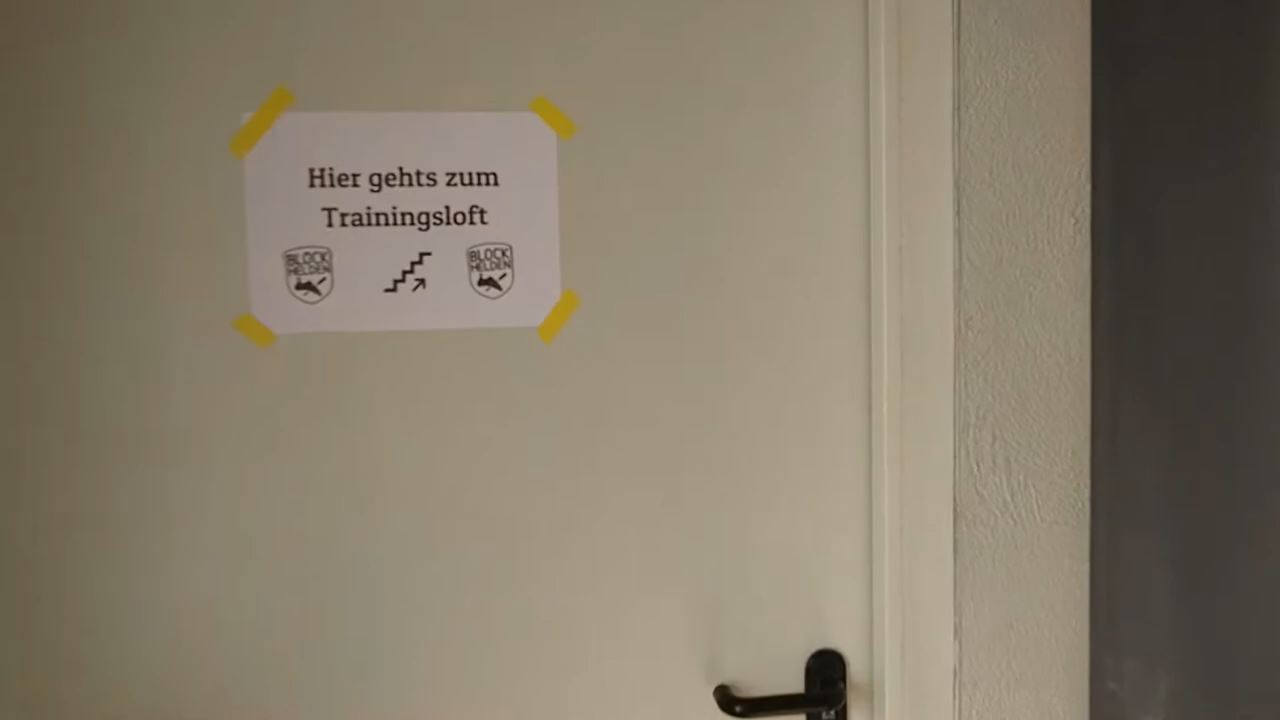 Hier gehts zum
Trainingsloft
BLOCK
HELDEN
BLOCK
HELDEN